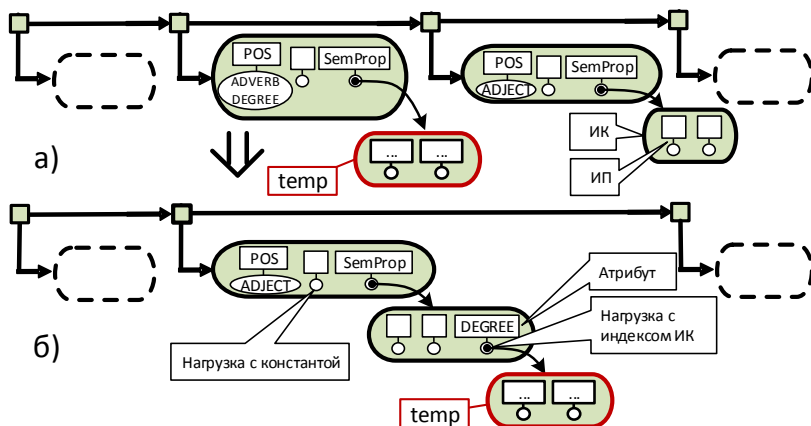 POS
SemProp
ADVERB
DEGREE
POS
SemProp
ADJECT
а)
temp
...
...
ИК
ИП
POS
SemProp
ADJECT
Атрибут
DEGREE
Нагрузка с
индексом ИК
б)
Нагрузка с константой
temp
...
...